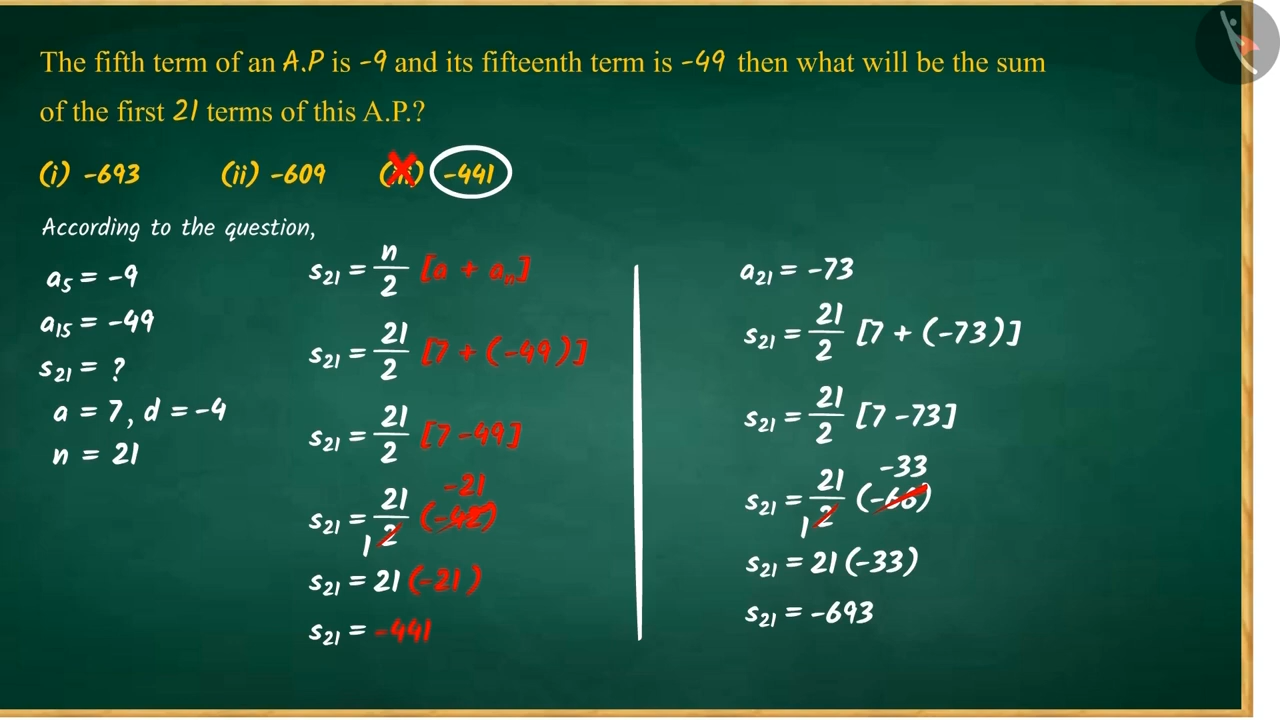 The fifth term of an A.P is -9 and its fifteenth term is -49 then what will be the sum
of the first 21 terms of this A.P.?
(i) -693 (ii) -609 (iii) -441
According to the question,
a₅ = -9
a₁₅ = -49
s₂₁ = ?
a = 7, d = -4
n = 21
s₂₁ = n/2 [a + aₙ]
s₂₁ = 21/2 [7 + (-49)]
s₂₁ = 21/2 [7 -49]
s₂₁ = 21/2 (-42) 1 -21
s₂₁ = 21 (-21)
s₂₁ = -441
a₂₁ = -73
s₂₁ = 21/2 [7 + (-73)]
s₂₁ = 21/2 [7 -73]
s₂₁ = 21/2 (-66) 1 -33
s₂₁ = 21 (-33)
s₂₁ = -693